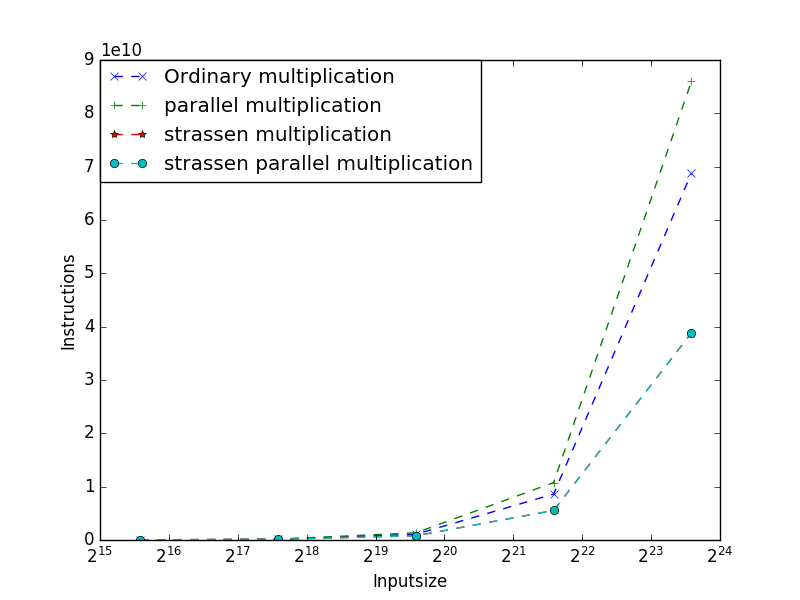 1e10
9
8
7
6
5
4
3
2
1
0
Ordinary multiplication
parallel multiplication
strassen multiplication
strassen parallel multiplication
Instructions
2^15 2^16 2^17 2^18 2^19 2^20 2^21 2^22 2^23 2^24
Inputsize